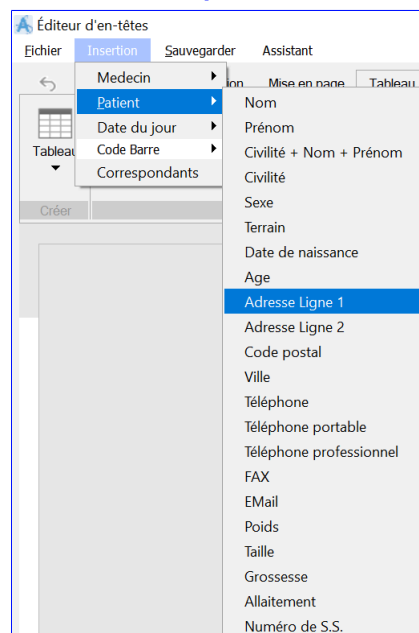 Éditeur d'en-têtes
Fichier Insertion Sauvegarder Assistant
Medecin
Patient
Date du jour
Code Barre
Correspondants
Mise en page Tableau
Tableau
Créer
Nom
Prénom
Civilité + Nom + Prénom
Civilité
Sexe
Terrain
Date de naissance
Age
Adresse Ligne 1
Adresse Ligne 2
Code postal
Ville
Téléphone
Téléphone portable
Téléphone professionnel
FAX
EMail
Poids
Taille
Grossesse
Allaitement
Numéro de S.S.